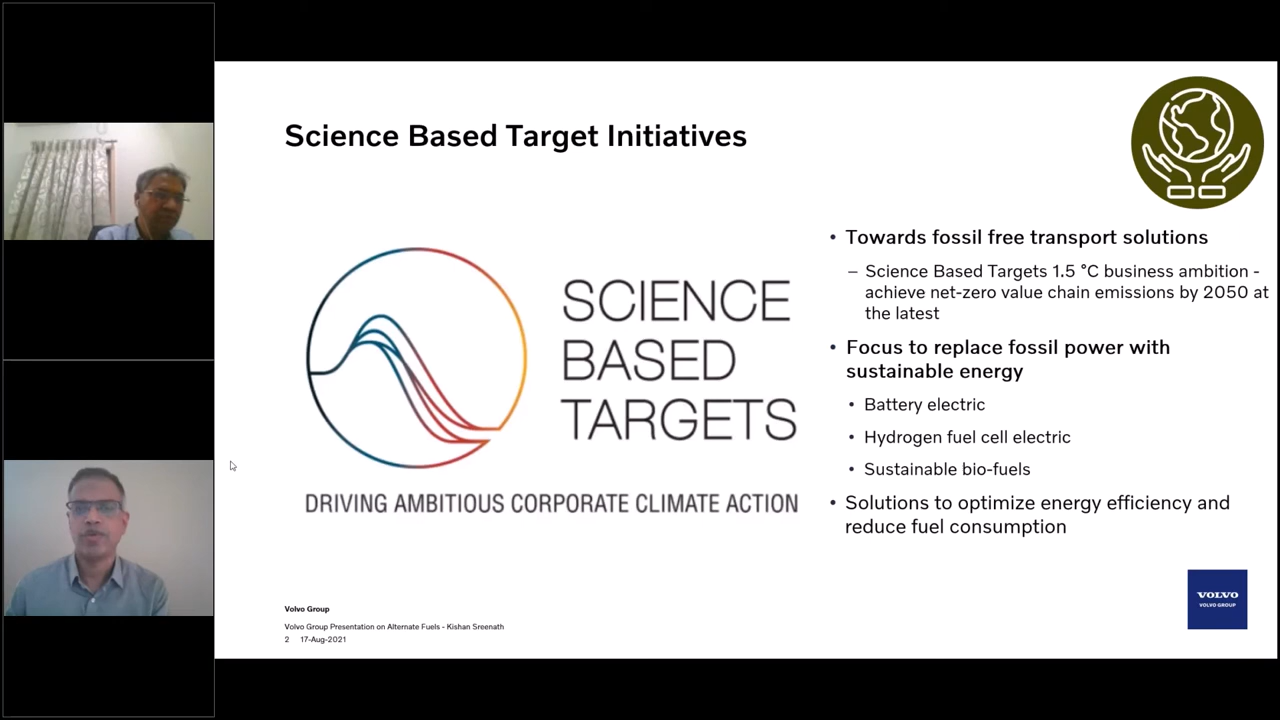 Science Based Target Initiatives
SCIENCE
BASED
TARGETS
DRIVING AMBITIOUS CORPORATE CLIMATE ACTION
• Towards fossil free transport solutions
– Science Based Targets 1.5 °C business ambition -
achieve net-zero value chain emissions by 2050 at
the latest
• Focus to replace fossil power with
sustainable energy
• Battery electric
• Hydrogen fuel cell electric
• Sustainable bio-fuels
• Solutions to optimize energy efficiency and
reduce fuel consumption
Volvo Group
Volvo Group Presentation on Alternate Fuels - Kishan Sreenath
2 17-Aug-2021
VOLVO
VOLVO GROUP